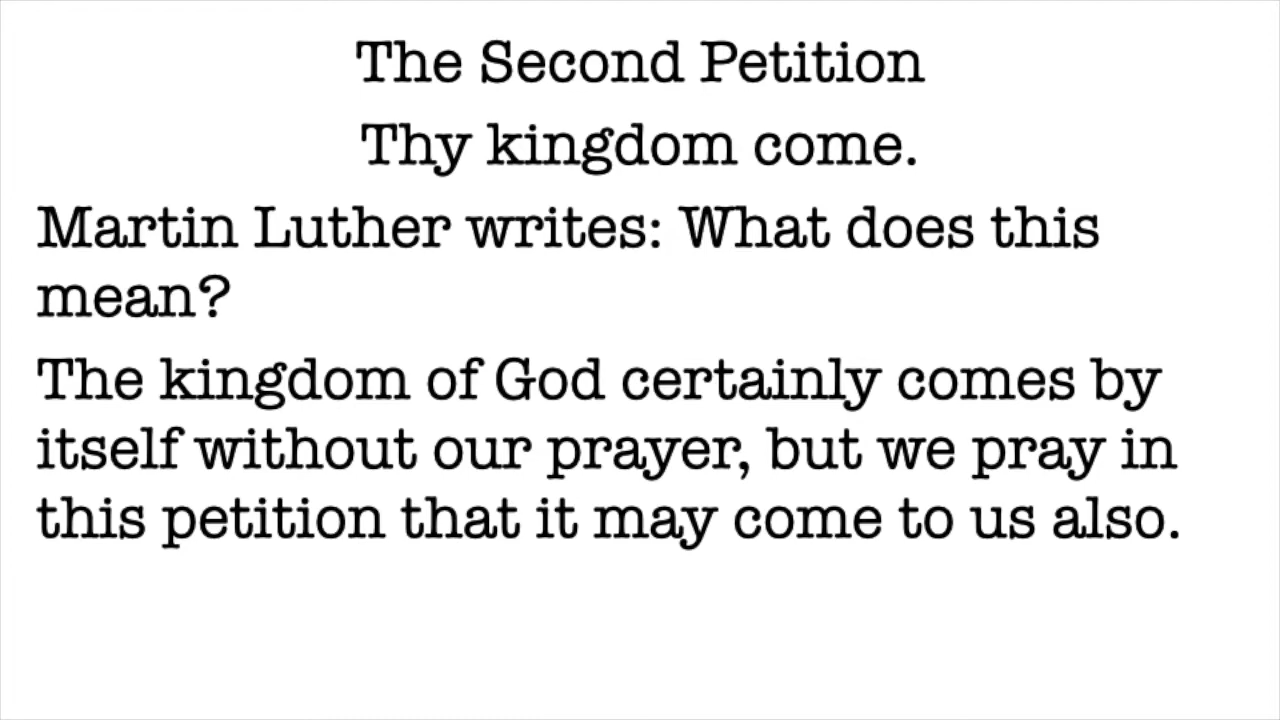 The Second Petition
Thy kingdom come.
Martin Luther writes: What does this
mean?
The kingdom of God certainly comes by
itself without our prayer, but we pray in
this petition that it may come to us also.